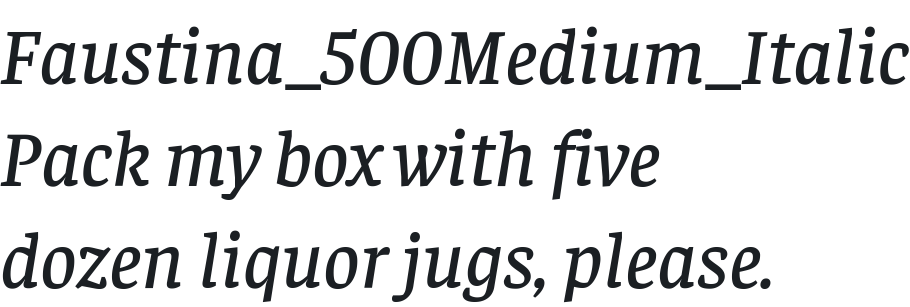 Faustina_500Medium_Italic
Pack my box with five
dozen liquor jugs, please.